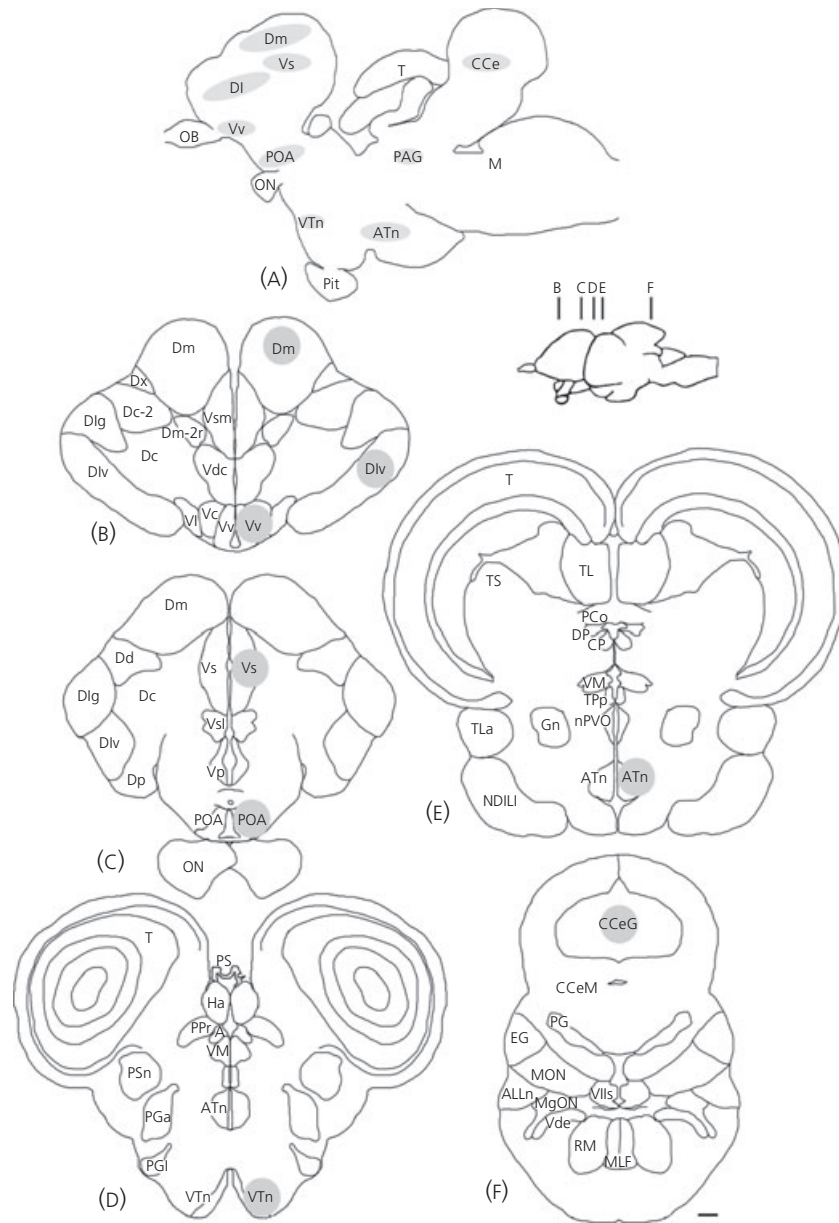 Dm
Vs
Dl
T
CCe
OB
Vv
POA
PAG
M
ON
VTn
ATn
Pit
(A)
B C D E F
Dm
Dm
Dx
Dc-2
Vsm
Dlg
Dm-2r
Dc
Vdc
Dlv
Dlv
Vl
Vc
Vv
Vv
(B)
Dm
Dd
Vs
Vs
Dlg
Dc
Vsl
Dlv
Vp
Dp
POA
POA
ON
(C)
T
PS
Ha
PPr
A
VM
PSn
ATn
PGa
PGl
VTn
VTn
(D)
T
TL
TS
PCo
DP
CP
VM
TPp
nPVO
TLa
Gn
ATn
ATn
NDILl
(E)
CCeG
CCeM
PG
EG
MON
ALLn
VIIs
MgON
Vde
RM
MLF
(F)